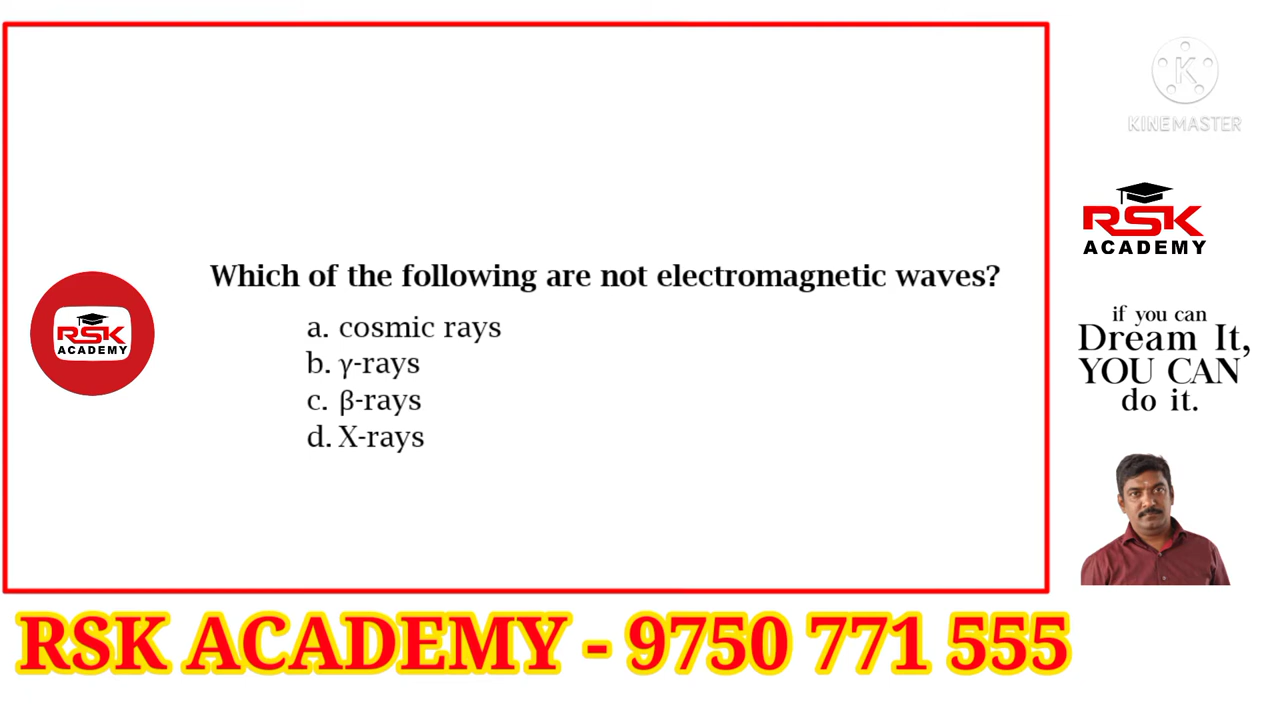 KINEMASTER
RSK
ACADEMY
Which of the following are not electromagnetic waves?
a. cosmic rays
b. γ-rays
c. β-rays
d. X-rays
RSK
ACADEMY
if you can
Dream It,
YOU CAN
do it.
RSK ACADEMY - 9750 771 555